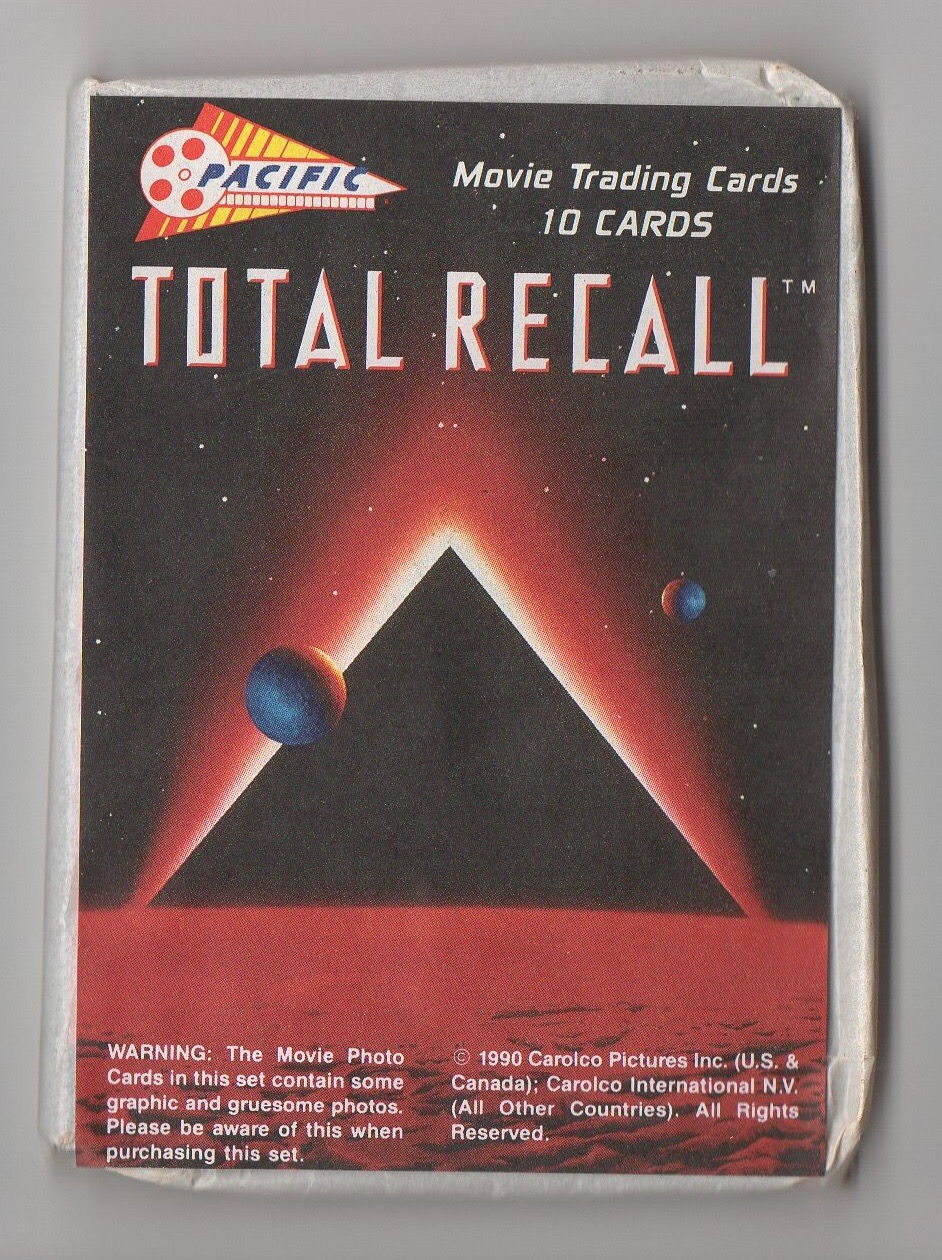 PACIFIC
Movie Trading Cards
10 CARDS
TOTAL RECALL™
WARNING: The Movie Photo
Cards in this set contain some
graphic and gruesome photos.
Please be aware of this when
purchasing this set.
© 1990 Carolco Pictures Inc. (U.S. &
Canada); Carolco International N.V.
(All Other Countries). All Rights
Reserved.